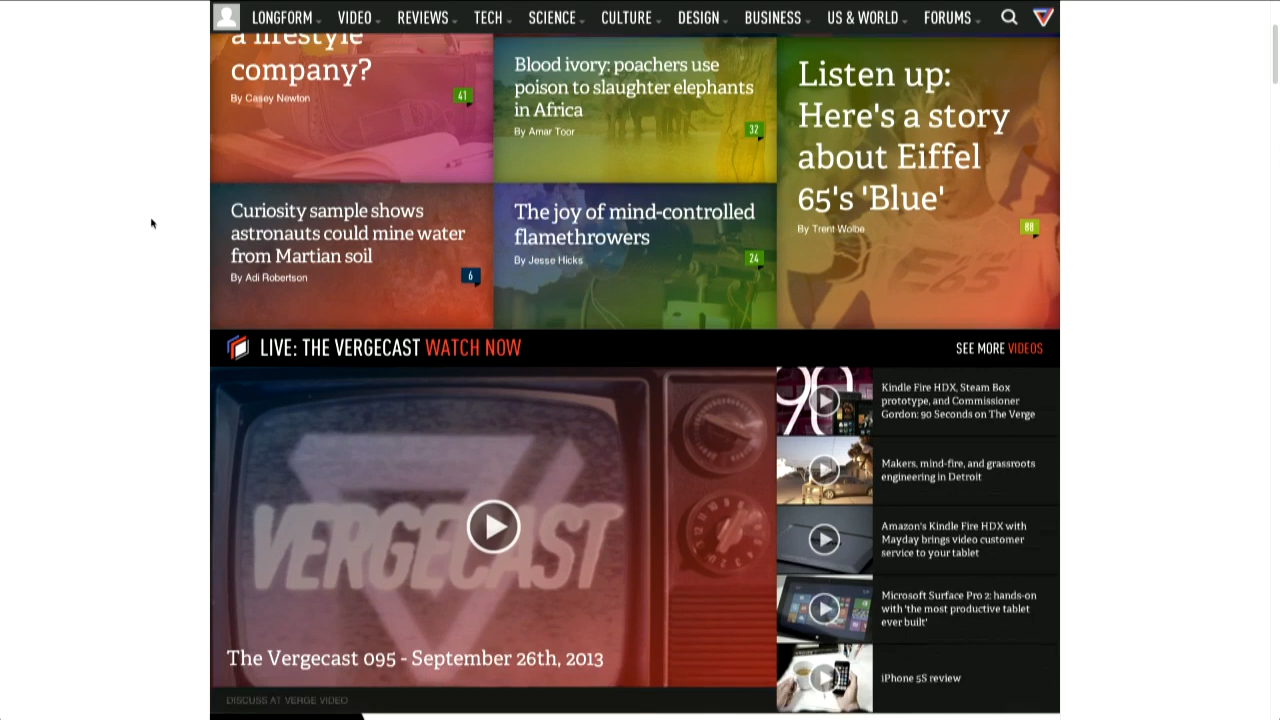 LONGFORM VIDEO REVIEWS TECH SCIENCE CULTURE DESIGN BUSINESS US & WORLD FORUMS
a lifestyle
company?
By Casey Newton
41
Blood ivory: poachers use
poison to slaughter elephants
in Africa
By Amar Toor
32
Listen up:
Here's a story
about Eiffel
65's 'Blue'
By Trent Wolbe
88
Curiosity sample shows
astronauts could mine water
from Martian soil
By Adi Robertson
6
The joy of mind-controlled
flamethrowers
By Jesse Hicks
24
E65
LIVE: THE VERGECAST WATCH NOW
SEE MORE VIDEOS
VERGECAST
The Vergecast 095 - September 26th, 2013
DISCUSS AT VERGE VIDEO
90
Kindle Fire HDX, Steam Box
prototype, and Commissioner
Gordon: 90 Seconds on The Verge
Makers, mind-fire, and grassroots
engineering in Detroit
Amazon's Kindle Fire HDX with
Mayday brings video customer
service to your tablet
Microsoft Surface Pro 2: hands-on
with 'the most productive tablet
ever built'
iPhone 5S review